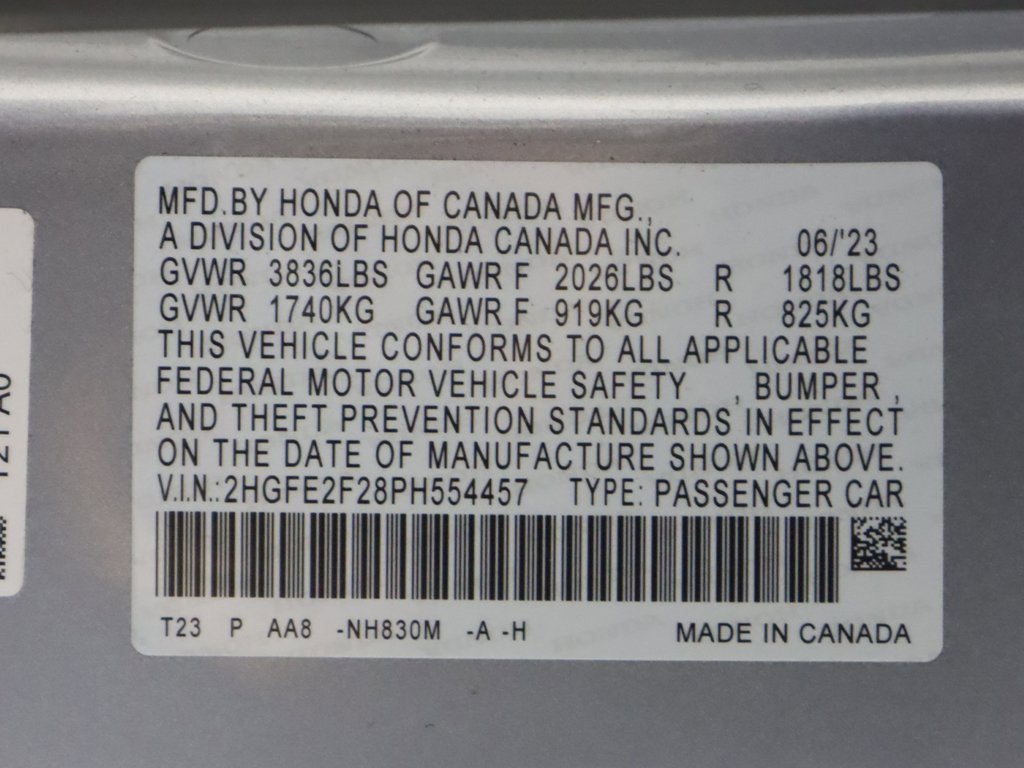 MFD.BY HONDA OF CANADA MFG.,
A DIVISION OF HONDA CANADA INC. 06/'23
GVWR 3836LBS GAWR F 2026LBS R 1818LBS
GVWR 1740KG GAWR F 919KG R 825KG
THIS VEHICLE CONFORMS TO ALL APPLICABLE
FEDERAL MOTOR VEHICLE SAFETY , BUMPER ,
AND THEFT PREVENTION STANDARDS IN EFFECT
ON THE DATE OF MANUFACTURE SHOWN ABOVE.
V.I.N.:2HGFE2F28PH554457 TYPE: PASSENGER CAR
T23 P AA8 -NH830M -A -H MADE IN CANADA